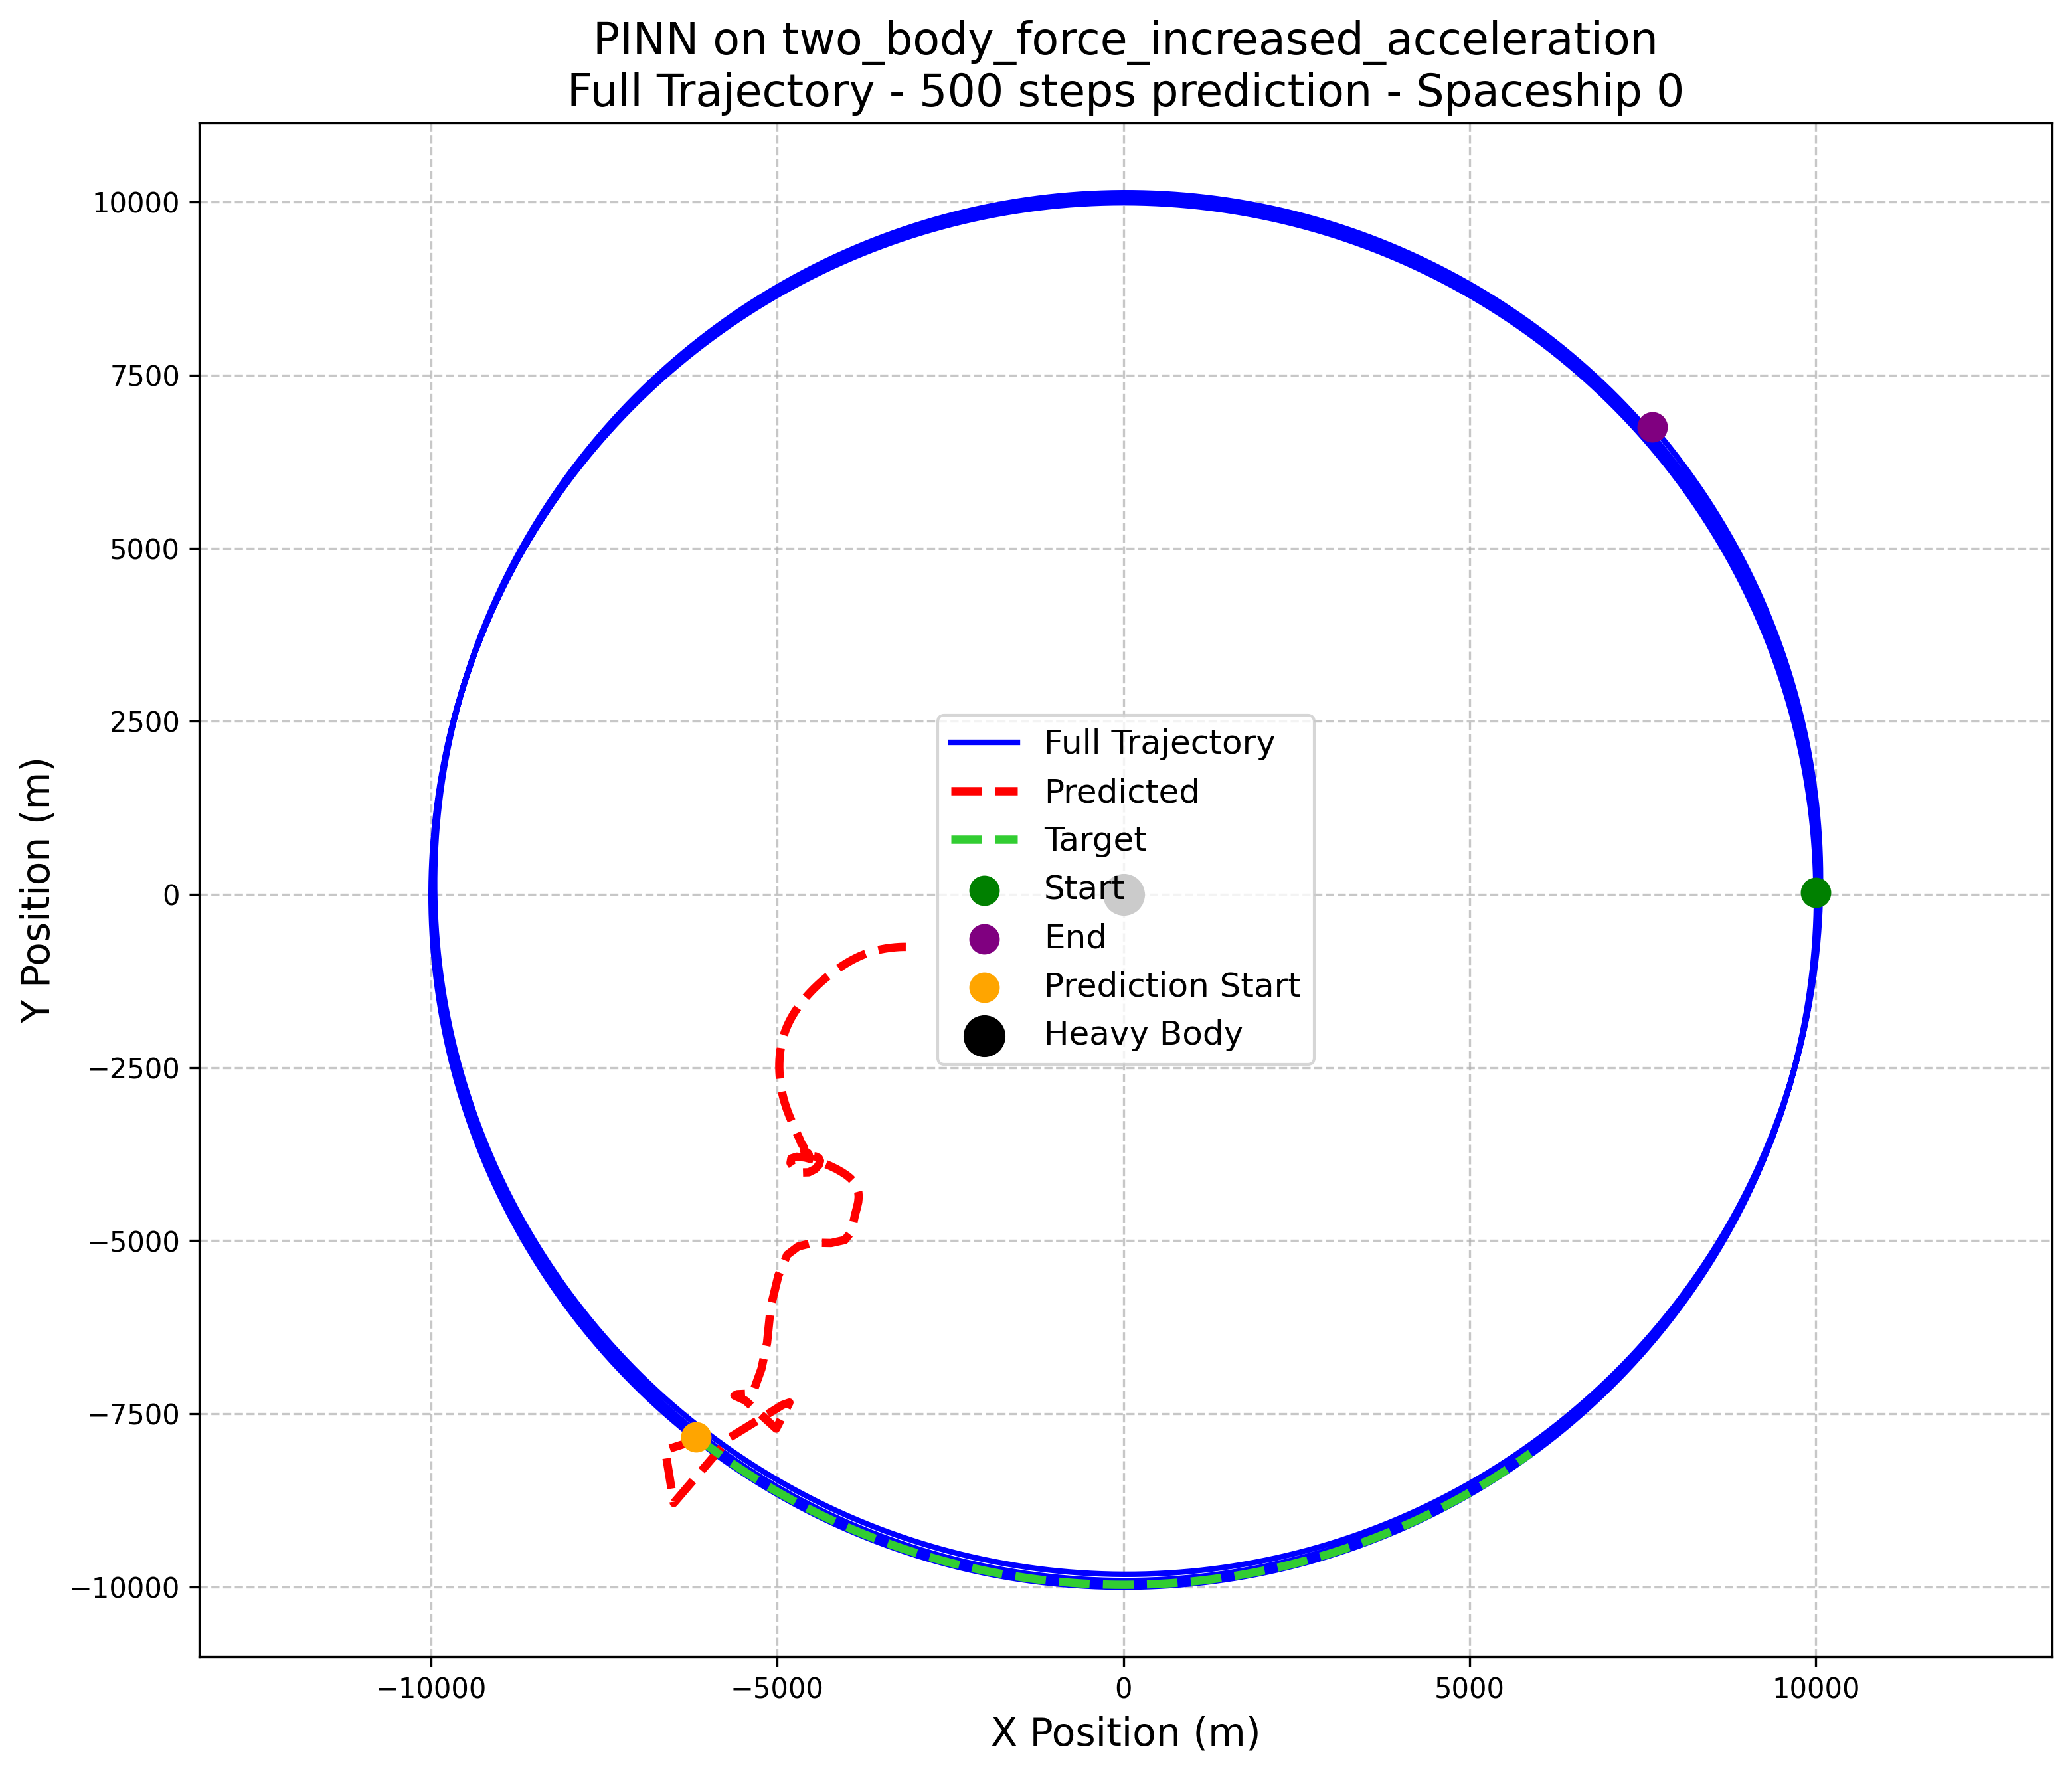 PINN on two_body_force_increased_acceleration
Full Trajectory - 500 steps prediction - Spaceship 0
Y Position (m)
10000
7500
5000
2500
0
−2500
−5000
−7500
−10000
Full Trajectory
Predicted
Target
Start
End
Prediction Start
Heavy Body
−10000
−5000
0
5000
10000
X Position (m)